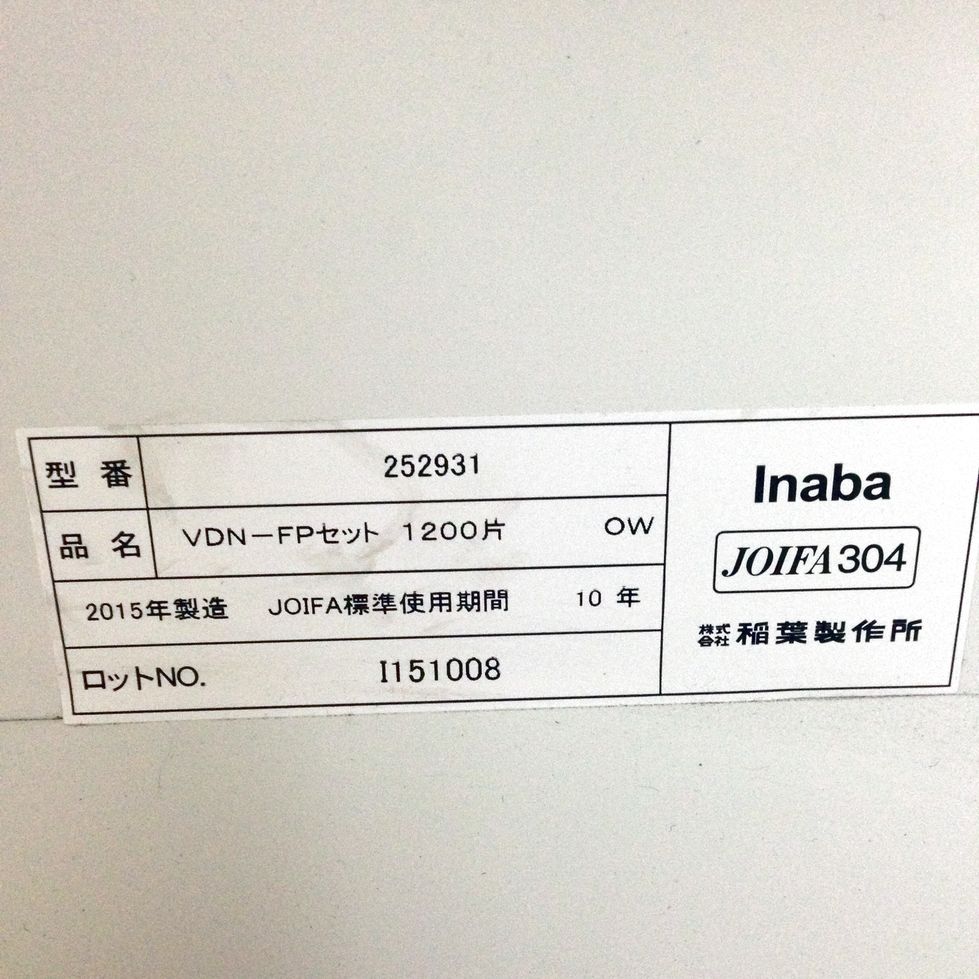 型番 252931
品名 VDN-FPセット 1200片 OW
2015年製造 JOIFA標準使用期間 10年
ロットNO. I151008
Inaba
JOIFA304
株式会社 稲葉製作所